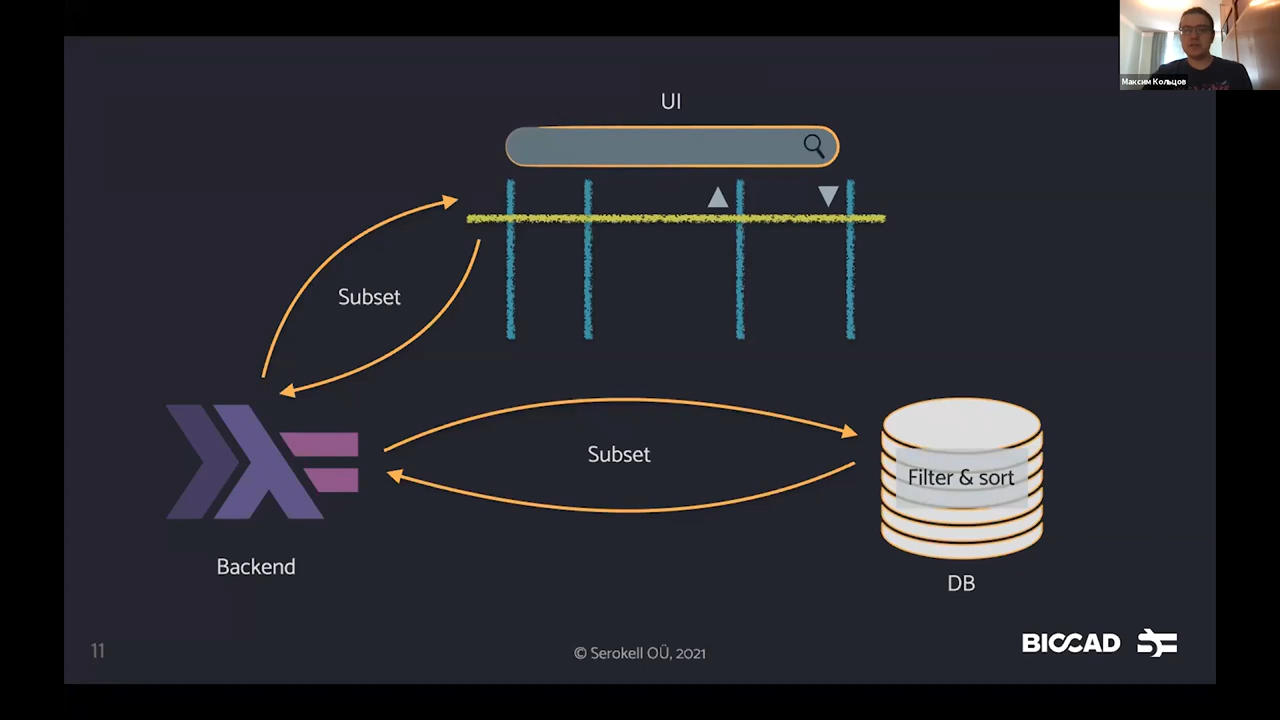 Максим Кольцов
UI
Subset
Subset
Filter & sort
Backend
DB
11
© Serokell OÜ, 2021
BIOCAD